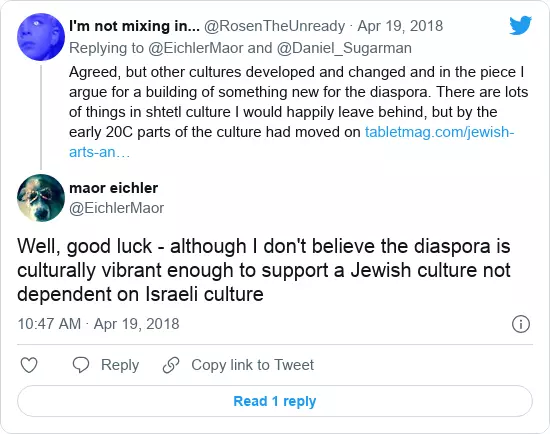 I'm not mixing in... @RosenTheUnready · Apr 19, 2018
Replying to @EichlerMaor and @Daniel_Sugarman
Agreed, but other cultures developed and changed and in the piece I
argue for a building of something new for the diaspora. There are lots
of things in shtetl culture I would happily leave behind, but by the
early 20C parts of the culture had moved on tabletmag.com/jewish-
arts-an…
maor eichler
@EichlerMaor
Well, good luck - although I don't believe the diaspora is
culturally vibrant enough to support a Jewish culture not
dependent on Israeli culture
10:47 AM · Apr 19, 2018
Reply Copy link to Tweet
Read 1 reply